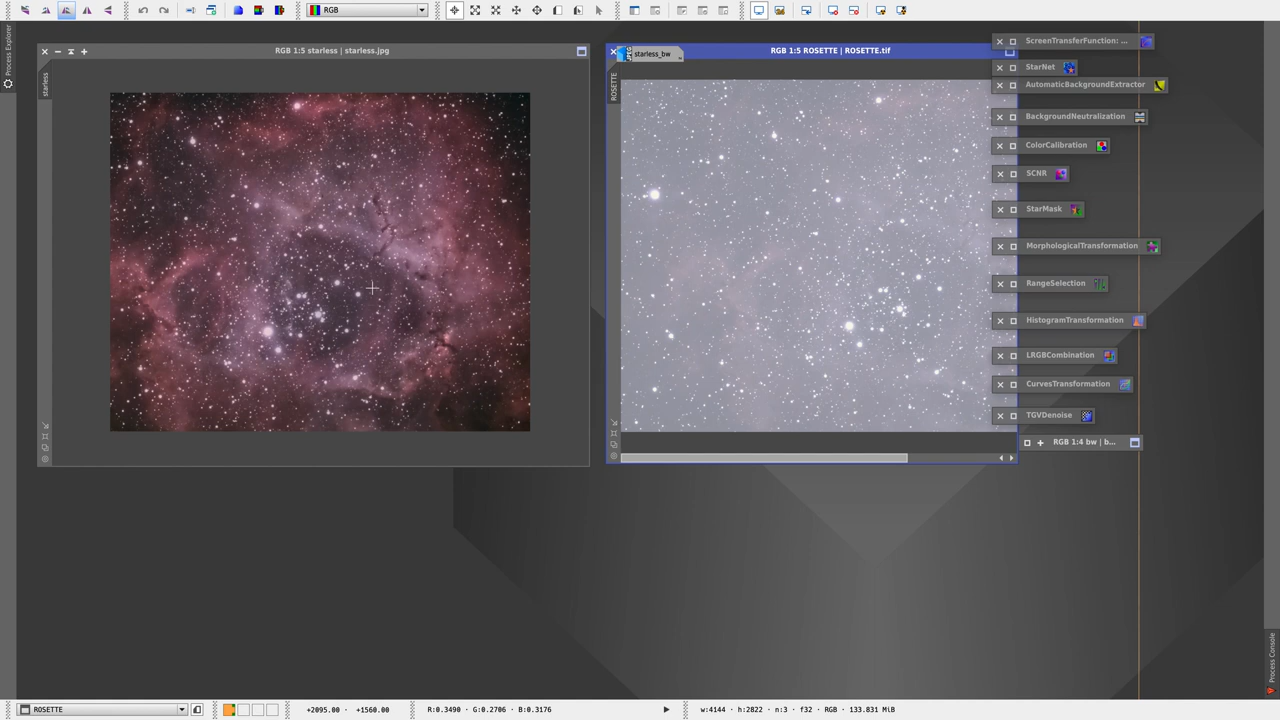 RGB
RGB 1:5 starless | starless.jpg
starless_bw
RGB 1:5 ROSETTE | ROSETTE.tif
Process Explorer
starless
ROSETTE
ScreenTransferFunction: ...
StarNet
AutomaticBackgroundExtractor
BackgroundNeutralization
ColorCalibration
SCNR
StarMask
MorphologicalTransformation
RangeSelection
HistogramTransformation
LRGBCombination
CurvesTransformation
TGVDenoise
RGB 1:4 bw | b...
Process Console
ROSETTE
+2095.00 · +1560.00
R:0.3490 · G:0.2706 · B:0.3176
w:4144 · h:2822 · n:3 · f32 · RGB · 133.831 MiB